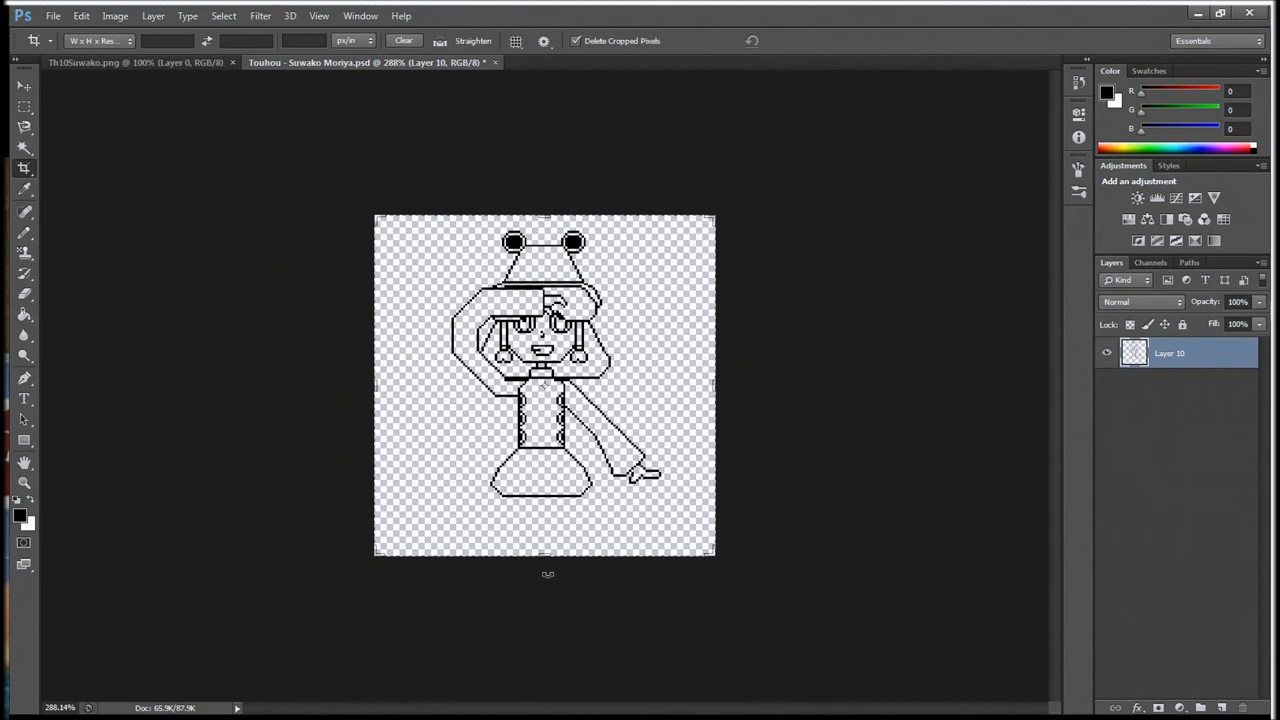 Ps File Edit Image Layer Type Select Filter 3D View Window Help
W x H x Res... px/in Clear Straighten Delete Cropped Pixels Essentials
Th10Suwako.png @ 100% (Layer 0, RGB/8) × Touhou - Suwako Moriya.psd @ 288% (Layer 10, RGB/8) * ×
Color Swatches
R 0
G 0
B 0
Adjustments Styles
Add an adjustment
Layers Channels Paths
Kind
Normal Opacity: 100%
Lock: Fill: 100%
Layer 10
288.14% Doc: 65.9K/87.9K